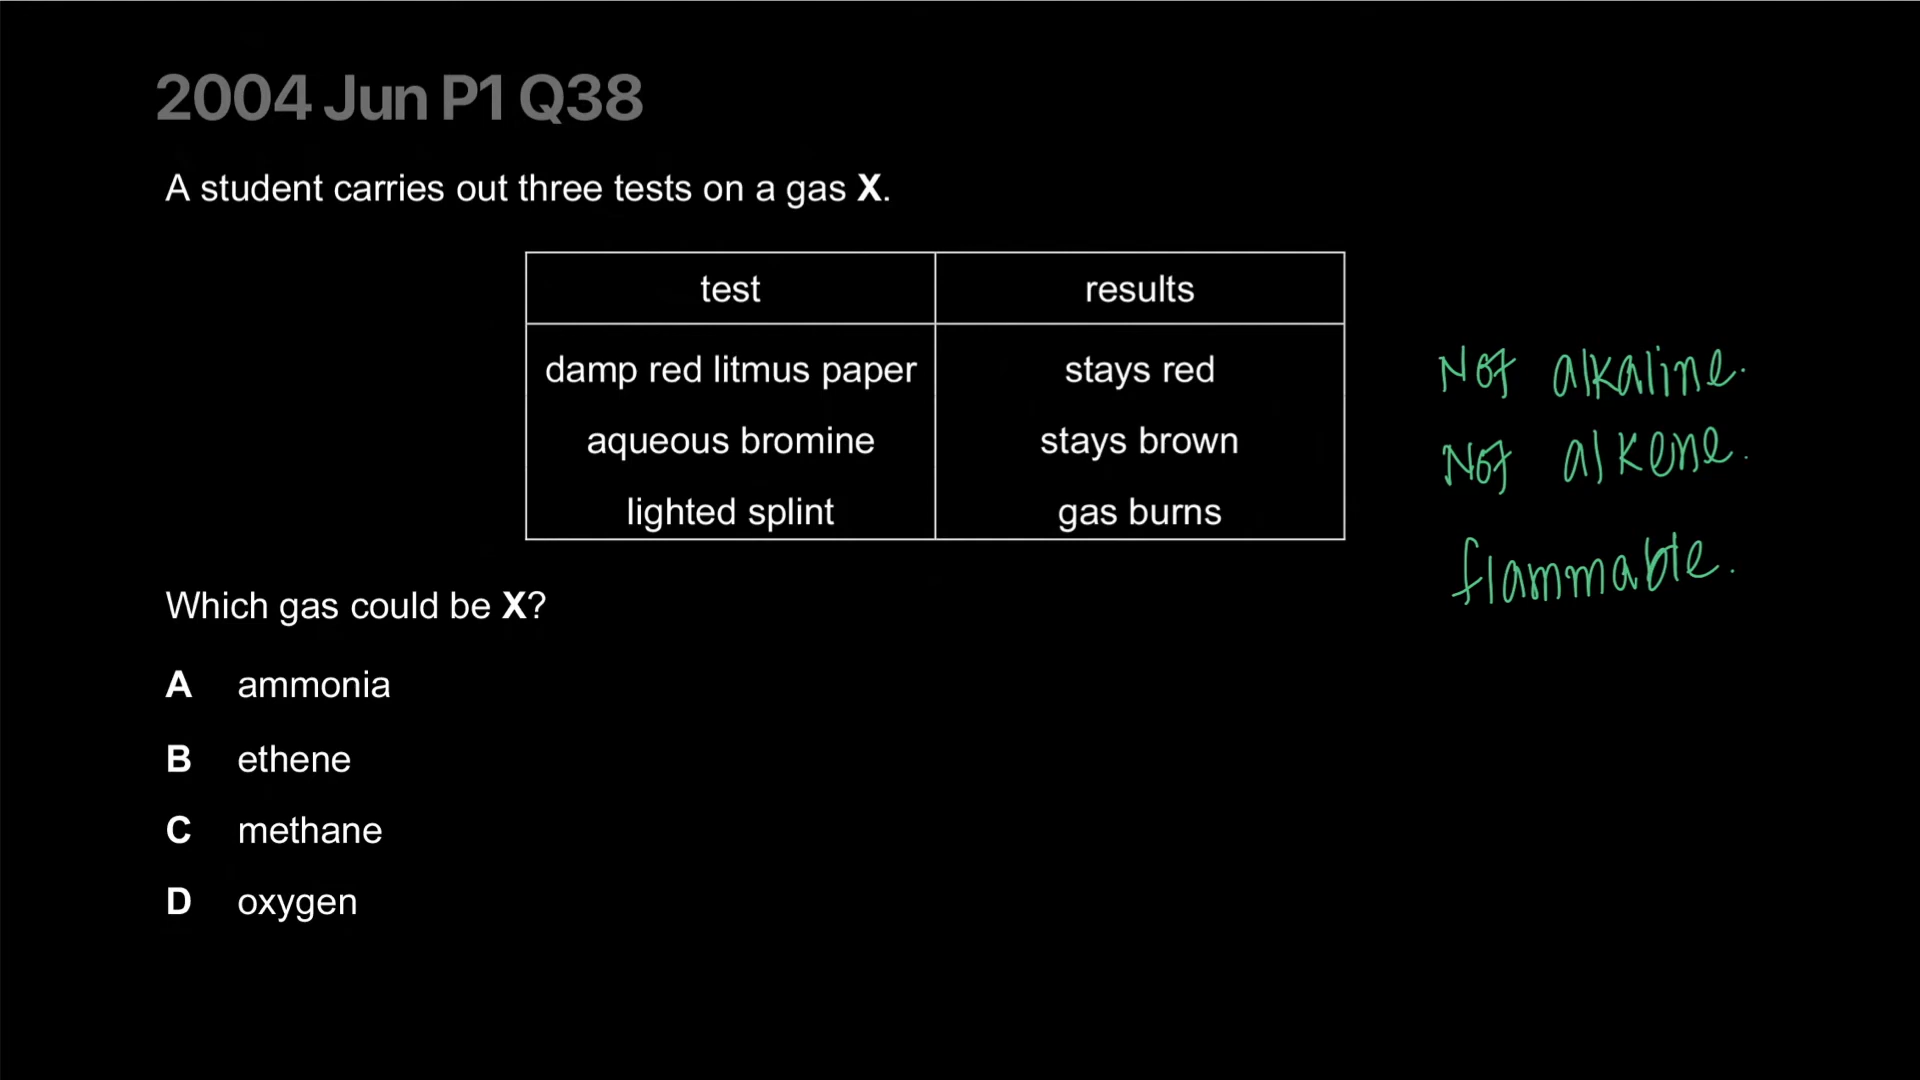 2004 Jun P1 Q38
A student carries out three tests on a gas X.
test results
damp red litmus paper stays red Not alkaline.
aqueous bromine stays brown Not alkene.
lighted splint gas burns flammable.
Which gas could be X?
A ammonia
B ethene
C methane
D oxygen